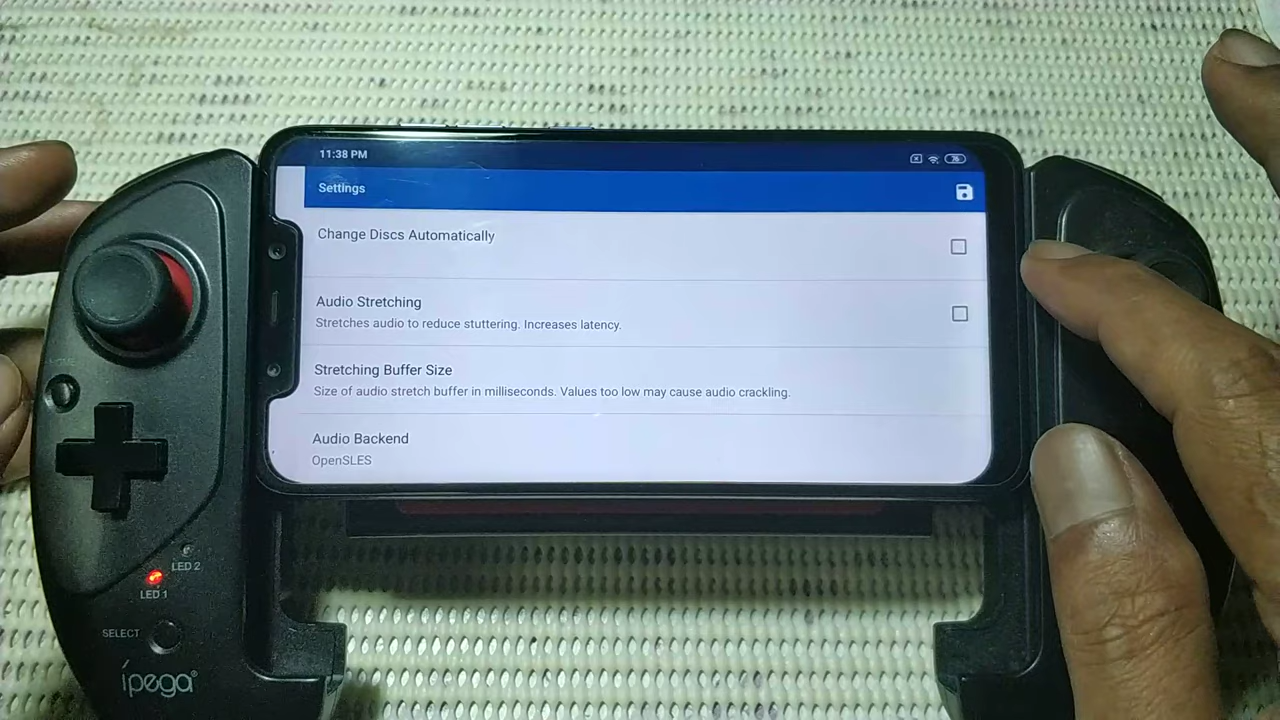 11:38 PM
76
Settings
Change Discs Automatically
Audio Stretching
Stretches audio to reduce stuttering. Increases latency.
Stretching Buffer Size
Size of audio stretch buffer in milliseconds. Values too low may cause audio crackling.
Audio Backend
OpenSLES
LED 2
LED 1
SELECT
ípega